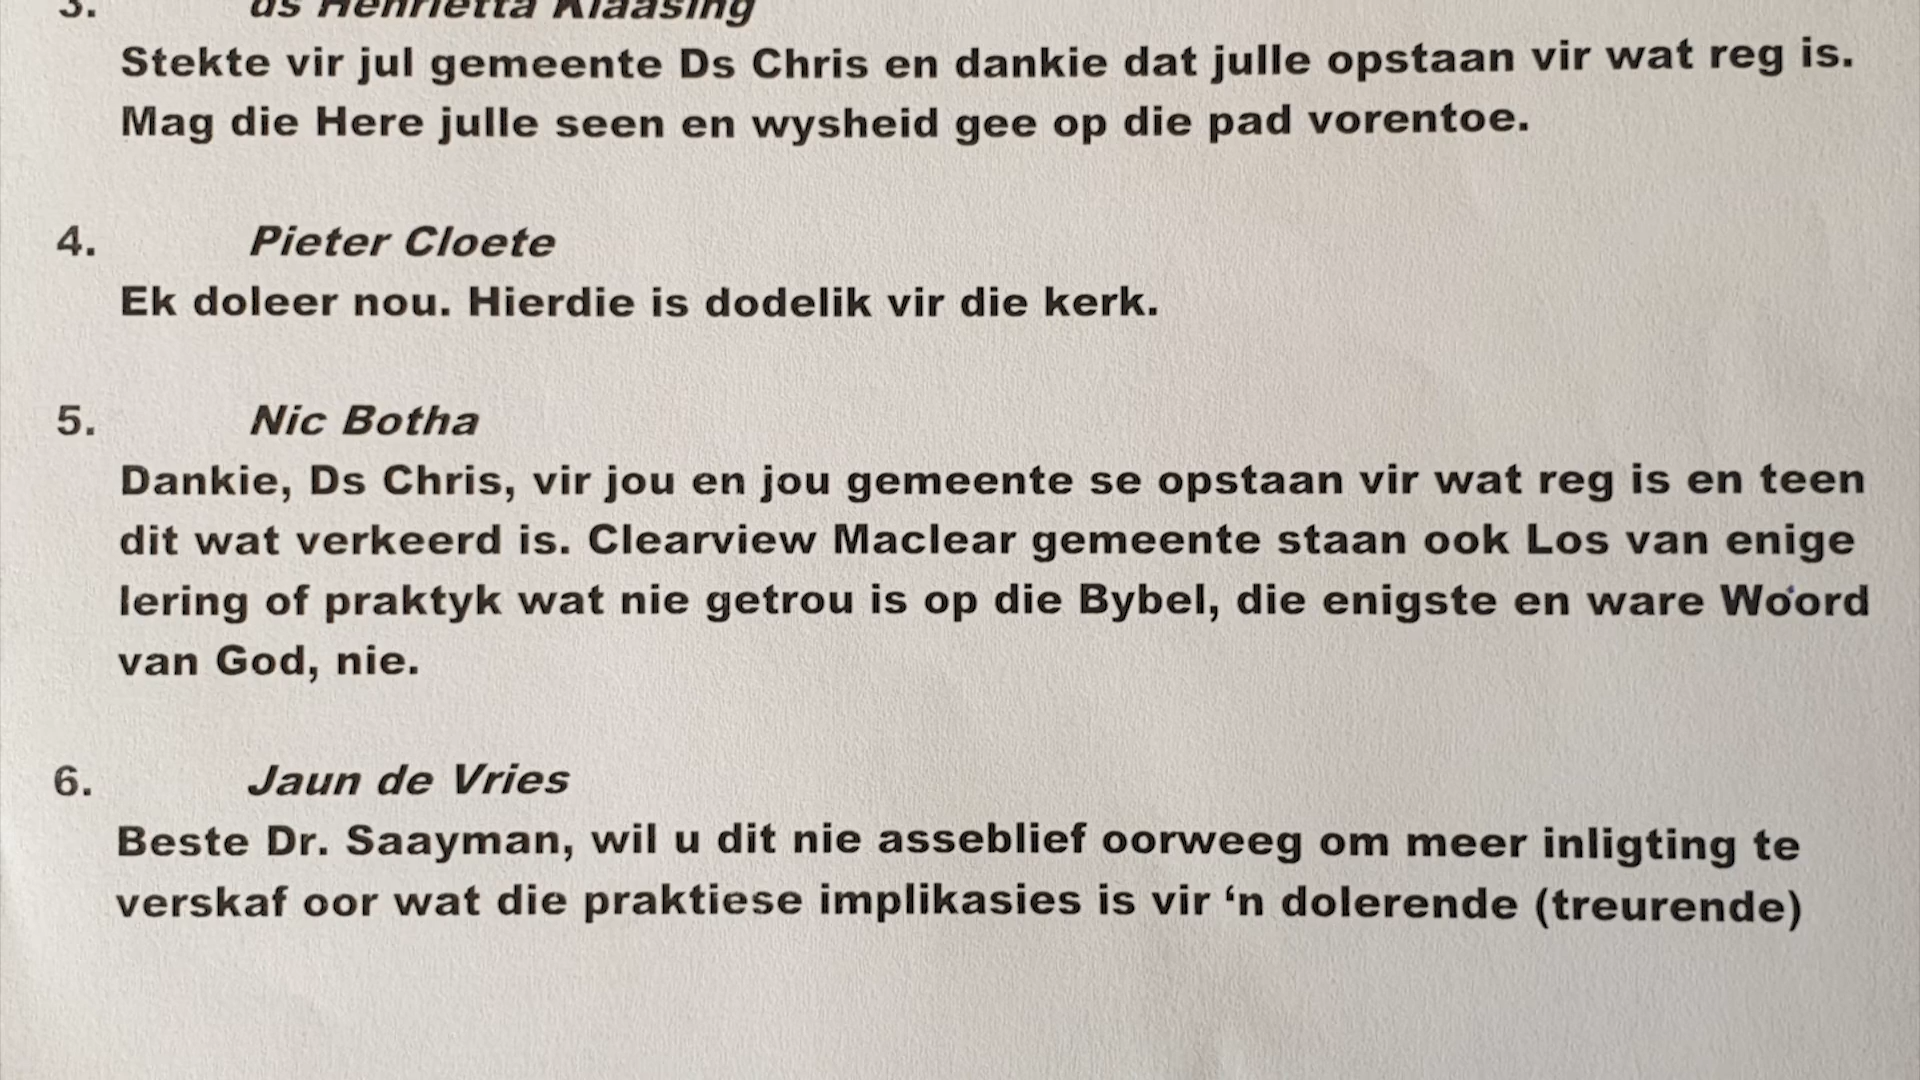 3. ds Henrietta Klaasing
Stekte vir jul gemeente Ds Chris en dankie dat julle opstaan vir wat reg is.
Mag die Here julle seen en wysheid gee op die pad vorentoe.
4. Pieter Cloete
Ek doleer nou. Hierdie is dodelik vir die kerk.
5. Nic Botha
Dankie, Ds Chris, vir jou en jou gemeente se opstaan vir wat reg is en teen
dit wat verkeerd is. Clearview Maclear gemeente staan ook Los van enige
lering of praktyk wat nie getrou is op die Bybel, die enigste en ware Woord
van God, nie.
6. Jaun de Vries
Beste Dr. Saayman, wil u dit nie asseblief oorweeg om meer inligting te
verskaf oor wat die praktiese implikasies is vir ‘n dolerende (treurende)